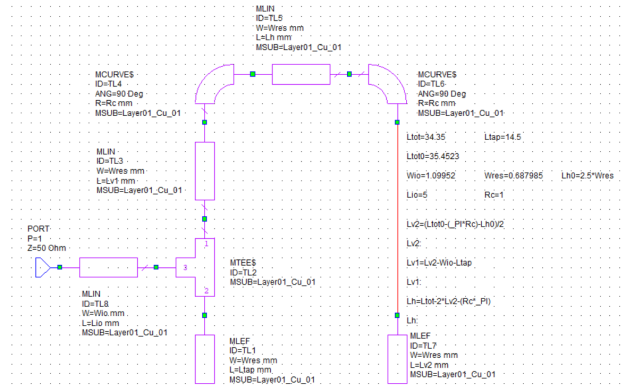 MLIN
ID=TL5
W=Wres mm
L=Lh mm
MSUB=Layer01_Cu_01
MCURVE$
ID=TL4
ANG=90 Deg
R=Rc mm
MSUB=Layer01_Cu_01
MCURVE$
ID=TL6
ANG=90 Deg
R=Rc mm
MSUB=Layer01_Cu_01
Ltot=34.35 Ltap=14.5
Ltot0=35.4523
Wio=1.09952 Wres=0.687985 Lh0=2.5*Wres
Lio=5 Rc=1
Lv2=(Ltot0-(_PI*Rc)-Lh0)/2
Lv2:
Lv1=Lv2-Wio-Ltap
Lv1:
Lh=Ltot-2*Lv2-(Rc*_PI)
Lh:
MLIN
ID=TL3
W=Wres mm
L=Lv1 mm
MSUB=Layer01_Cu_01
PORT
P=1
Z=50 Ohm
1
3
2
MTEE$
ID=TL2
MLIN
ID=TL8
W=Wio mm
L=Lio mm
MSUB=Layer01_Cu_01
MLEF
ID=TL1
W=Wres mm
L=Ltap mm
MSUB=Layer01_Cu_01
MLEF
ID=TL7
W=Wres mm
L=Lv2 mm
MSUB=Layer01_Cu_01